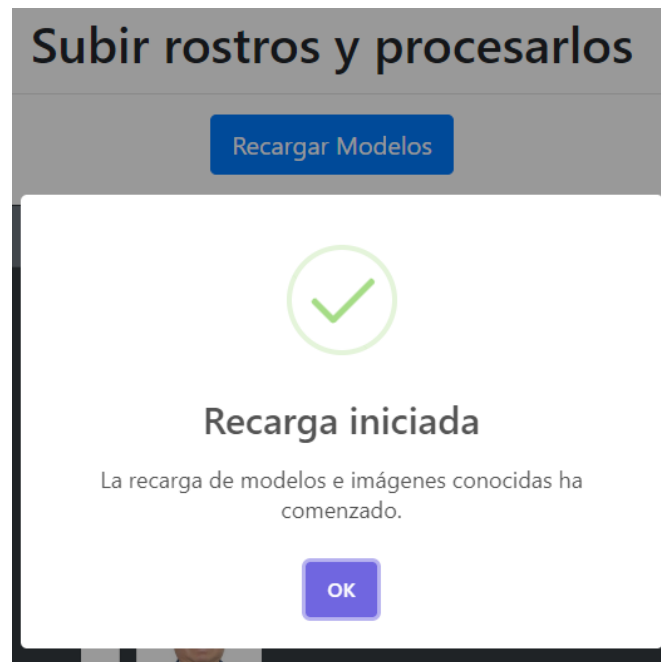 Subir rostros y procesarlos
Recargar Modelos
Recarga iniciada
La recarga de modelos e imágenes conocidas ha
comenzado.
OK